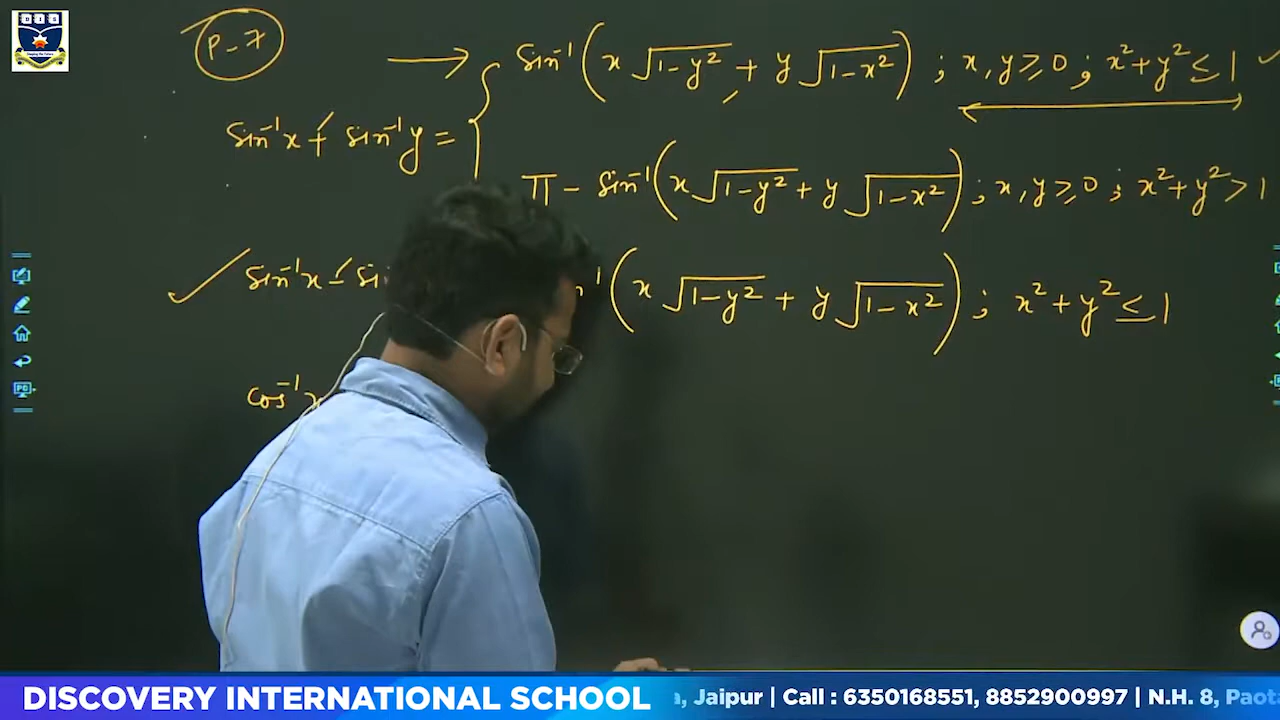 P-7
sin⁻¹x + sin⁻¹y = { sin⁻¹(x √1-y² + y √1-x²) ; x, y ≥ 0 ; x² + y² ≤ 1
π - sin⁻¹(x √1-y² + y √1-x²) ; x, y ≥ 0 ; x² + y² > 1
✓ sin⁻¹x - si n⁻¹(x √1-y² + y √1-x²) ; x² + y² ≤ 1
cos⁻¹x
DISCOVERY INTERNATIONAL SCHOOL , Jaipur | Call : 6350168551, 8852900997 | N.H. 8, Paot